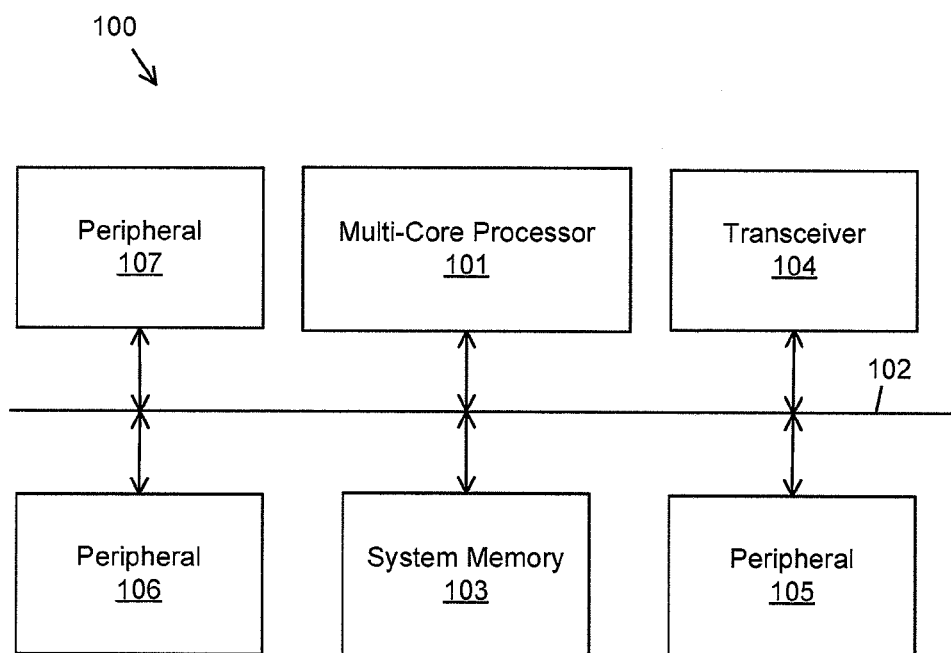 100
Peripheral
107
Multi-Core Processor
101
Transceiver
104
102
Peripheral
106
System Memory
103
Peripheral
105